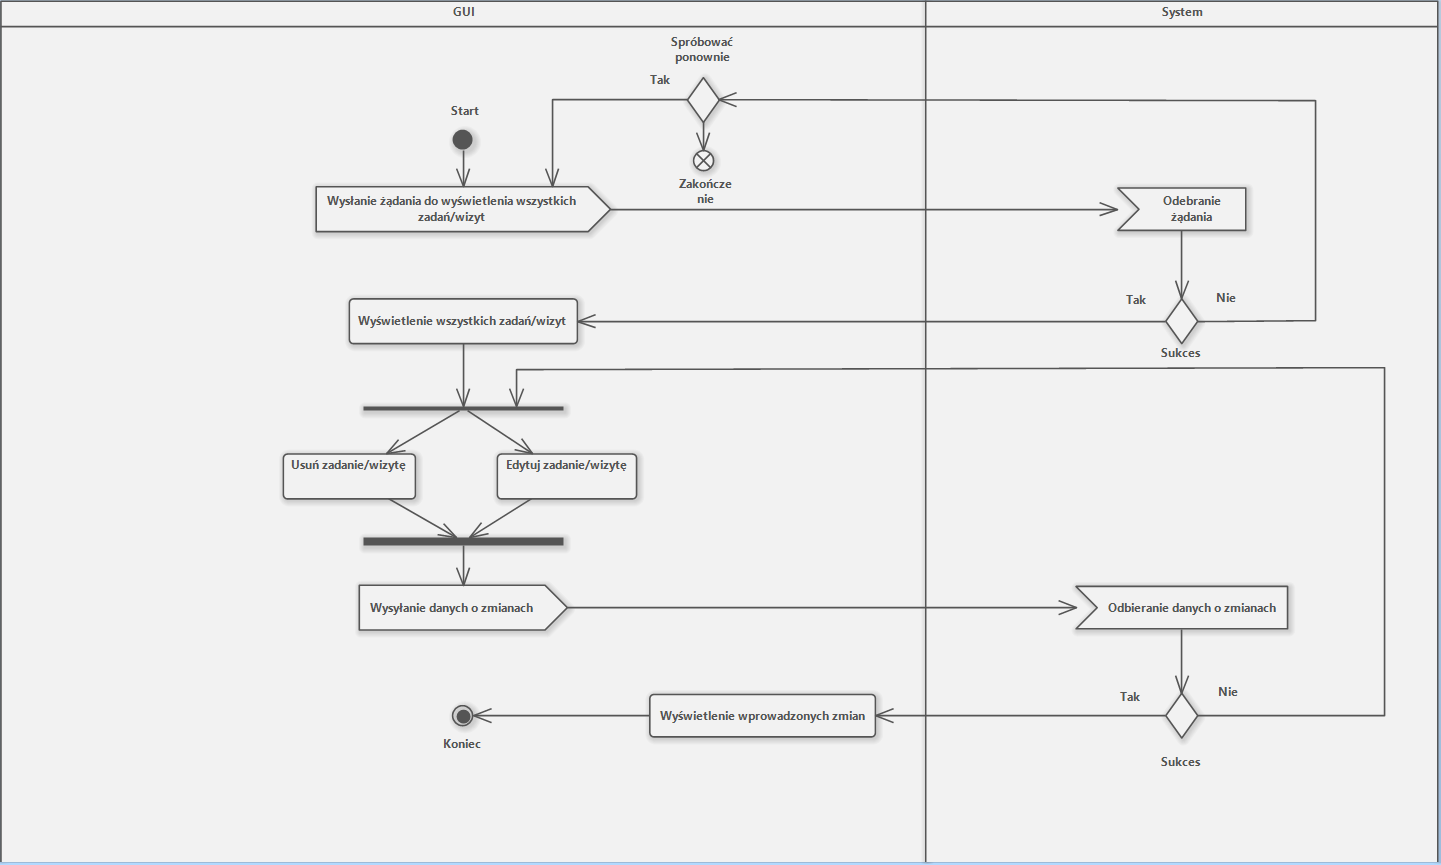 GUI
System
Spróbować
ponownie
Tak
Start
Zakończe
nie
Wysłanie żądania do wyświetlenia wszystkich
zadań/wizyt
Odebranie
żądania
Tak
Nie
Sukces
Wyświetlenie wszystkich zadań/wizyt
Usuń zadanie/wizytę
Edytuj zadanie/wizytę
Wysyłanie danych o zmianach
Odbieranie danych o zmianach
Tak
Nie
Sukces
Wyświetlenie wprowadzonych zmian
Koniec